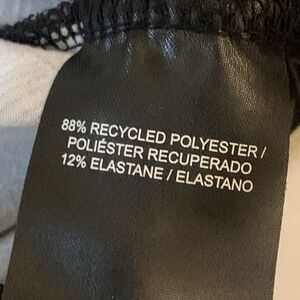 88% RECYCLED POLYESTER /
POLIÉSTER RECUPERADO
12% ELASTANE / ELASTANO